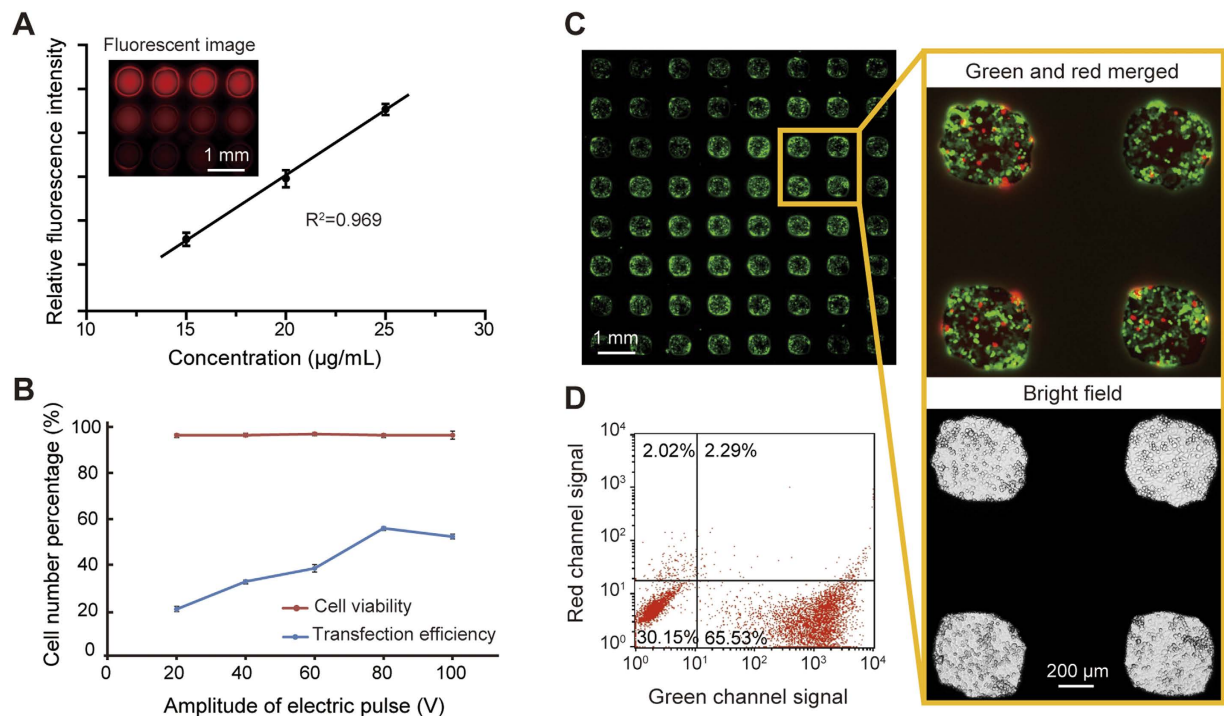 A
Fluorescent image
1 mm
R²=0.969
Relative fluorescence intensity
10 15 20 25 30
Concentration (μg/mL)
B
Cell number percentage (%)
100
80
60
40
20
0
Cell viability
Transfection efficiency
0 20 40 60 80 100
Amplitude of electric pulse (V)
C
1 mm
Green and red merged
Bright field
200 μm
D
Red channel signal
10⁴
10³
10²
10¹
10⁰
2.02% 2.29%
30.15% 65.53%
10⁰ 10¹ 10² 10³ 10⁴
Green channel signal